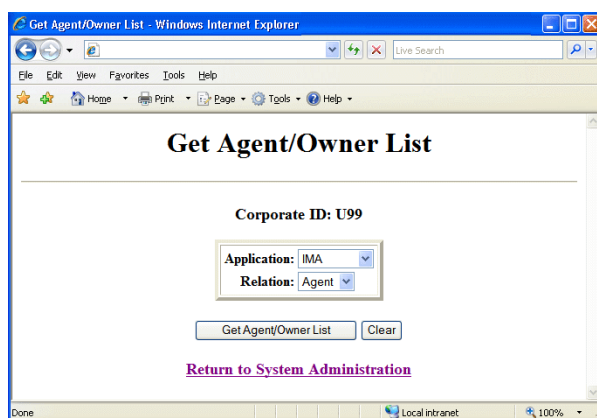 Get Agent/Owner List - Windows Internet Explorer
Live Search
File Edit View Favorites Tools Help
Home Print Page Tools Help
Get Agent/Owner List
Corporate ID: U99
Application: IMA
Relation: Agent
Get Agent/Owner List Clear
Return to System Administration
Done Local intranet 100%